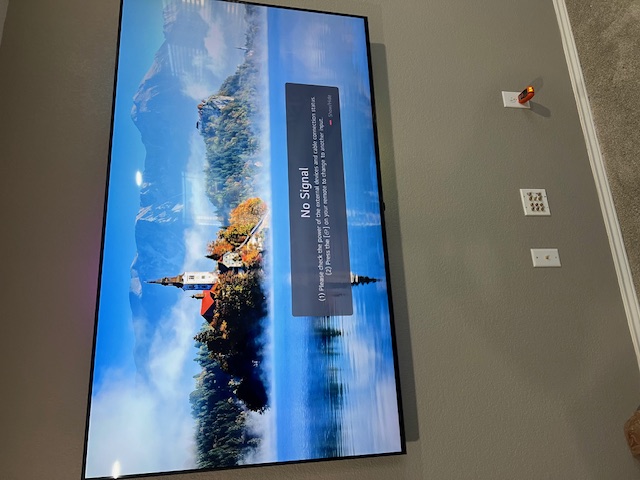 No Signal
(1) Please check the power of the external devices and cable connection status.
(2) Press the [⎘] on your remote to change to another input.
Show/Hide